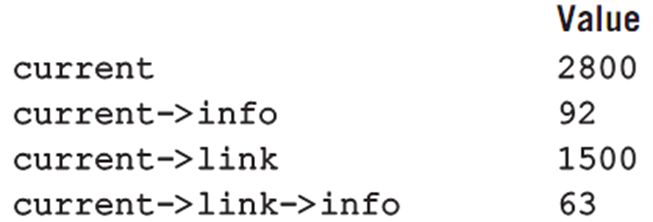 Value
current 2800
current->info 92
current->link 1500
current->link->info 63